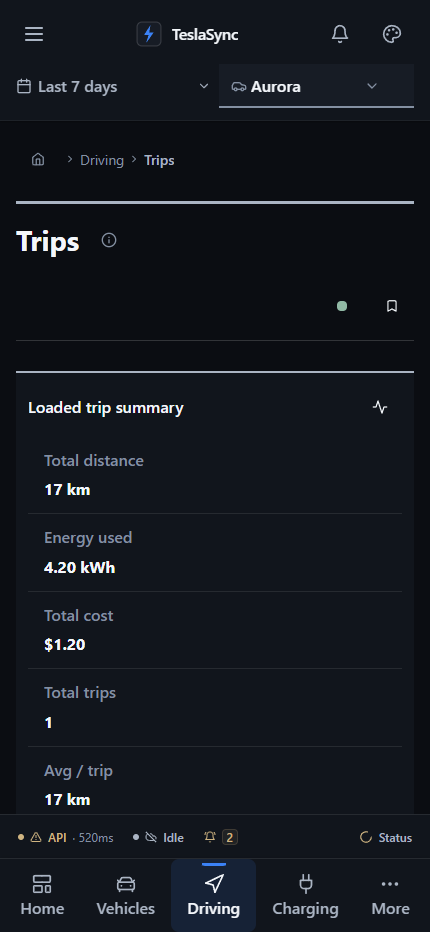 TeslaSync
Last 7 days
Aurora
Driving
Trips
Trips
Loaded trip summary
Total distance
17 km
Energy used
4.20 kWh
Total cost
$1.20
Total trips
1
Avg / trip
17 km
API · 520ms
Idle
2
Status
Home
Vehicles
Driving
Charging
More